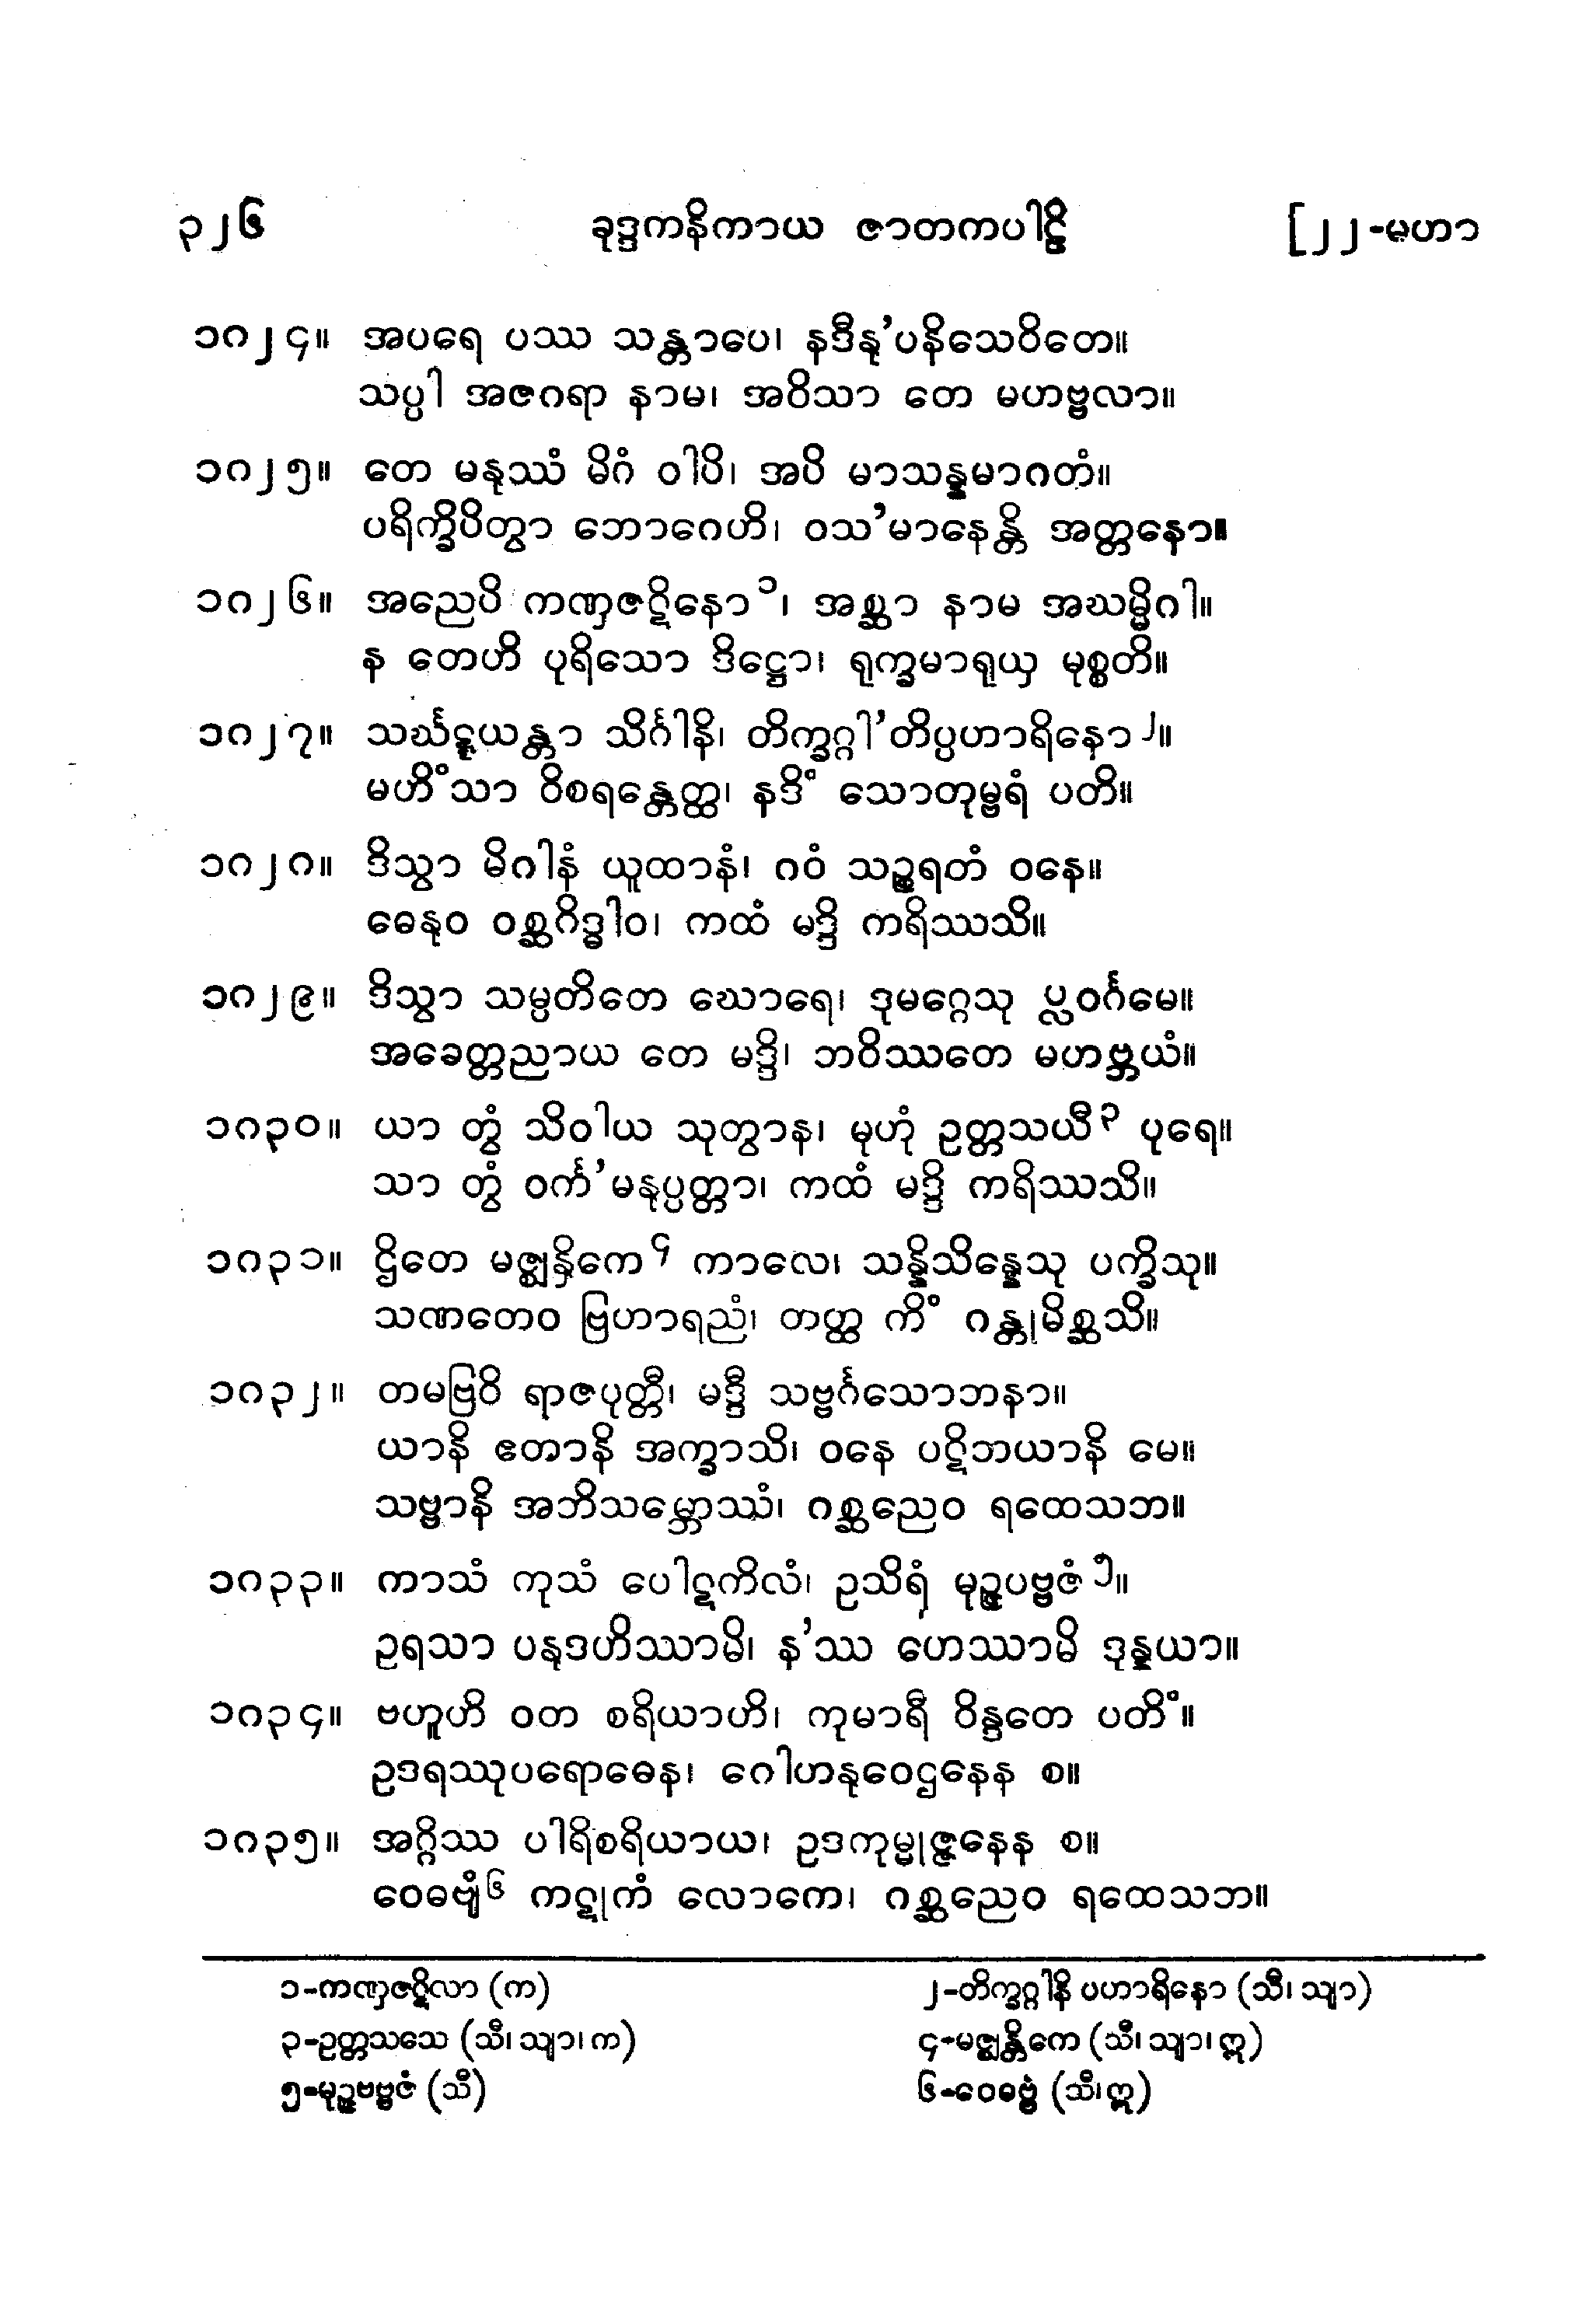 ၃၂၆ ခုဒ္ဒကနိကာယ ဇာတကပါဠိ [၂၂-မဟာ
၁၈၂၄။ အပရေ ပဿ သန္တာပေ၊ နဒီနု’ပနိသေဝိတေ။
သပ္ပါ အဇဂရာ နာမ၊ အဝိသာ တေ မဟဗ္ဗလာ။
၁၈၂၅။ တေ မနုဿံ မိဂံ ဝါပိ၊ အပိ မာသန္နမာဂတံ။
ပရိက္ခိပိတွာ ဘောဂေဟိ၊ ဝသ’မာနေန္တိ အတ္တနော။
၁၈၂၆။ အညေပိ ကဏှဇဋိနော၁၊ အစ္ဆာ နာမ အဃမ္မိဂါ။
န တေဟိ ပုရိသော ဒိဋ္ဌော၊ ရုက္ခမာရုယှ မုစ္စတိ။
၁၈၂၇။ သင်္ဃဋ္ဋယန္တာ သိင်္ဂါနိ၊ တိက္ခဂ္ဂါ’တိပ္ပဟာရိနော၂။
မဟိံသာ ဝိစရန္တေတ္ထ၊ နဒိံ သောတုမ္ဗရံ ပတိ။
၁၈၂၈။ ဒိသွာ မိဂါနံ ယူထာနံ၊ ဂဝံ သဉ္စရတံ ဝနေ။
ဓေနုဝ ဝစ္ဆဂိဒ္ဓါဝ၊ ကထံ မဒ္ဒိ ကရိဿသိ။
၁၈၂၉။ ဒိသွာ သမ္ပတိတေ ဃောရေ၊ ဒုမဂ္ဂေသု ပ္လဝင်္ဂမေ။
အခေတ္တညာယ တေ မဒ္ဒိ၊ ဘဝိဿတေ မဟဗ္ဘယံ။
၁၈၃၀။ ယာ တွံ သိဝါယ သုတွာန၊ မုဟုံ ဥတ္တသယီ၃ ပုရေ။
သာ တွံ ဝင်္က’မနုပ္ပတ္တာ၊ ကထံ မဒ္ဒိ ကရိဿသိ။
၁၈၃၁။ ဌိတေ မဇ္ဈနှိကေ၄ ကာလေ၊ သန္နိသိန္နေသု ပက္ခိသု။
သဏတေဝ ဗြဟာရညံ၊ တတ္ထ ကိံ ဂန္တုမိစ္ဆသိ။
၁၈၃၂။ တမဗြဝိ ရာဇပုတ္တီ၊ မဒ္ဒီ သဗ္ဗင်္ဂသောဘနာ။
ယာနိ ဧတာနိ အက္ခာသိ၊ ဝနေ ပဋိဘယာနိ မေ။
သဗ္ဗာနိ အဘိသမ္ဘောဿံ၊ ဂစ္ဆညေဝ ရထေသဘ။
၁၈၃၃။ ကာသံ ကုသံ ပေါဋကိလံ၊ ဥသိရံ မုဉ္ဇပဗ္ဗဇံ၅။
ဥရသာ ပနုဒဟိဿာမိ၊ န’ဿ ဟေဿာမိ ဒုန္နယာ။
၁၈၃၄။ ဗဟူဟိ ဝတ စရိယာဟိ၊ ကုမာရီ ဝိန္ဒတေ ပတိံ။
ဥဒရဿုပရောဓေန၊ ဂေါဟနုဝေဌနေန စ။
၁၈၃၅။ အဂ္ဂိဿ ပါရိစရိယာယ၊ ဥဒကုမ္မုဇ္ဇနေန စ။
ဝေဓဗျံ၆ ကဋုကံ လောကေ၊ ဂစ္ဆညေဝ ရထေသဘ။
၁-ကဏှဇဋိလာ (က) ၂-တိက္ခဂ္ဂါနိ ပဟာရိနော (သီ၊ သျာ)
၃-ဥတ္တသသေ (သီ၊ သျာ၊ က) ၄-မဇ္ဈန္တိကေ (သီ၊ သျာ၊ ဣ)
၅-မုဉ္ဇဗဗ္ဗဇံ (သီ) ၆-ဝေဓဗ္ဗံ (သီ၊ ဣ)